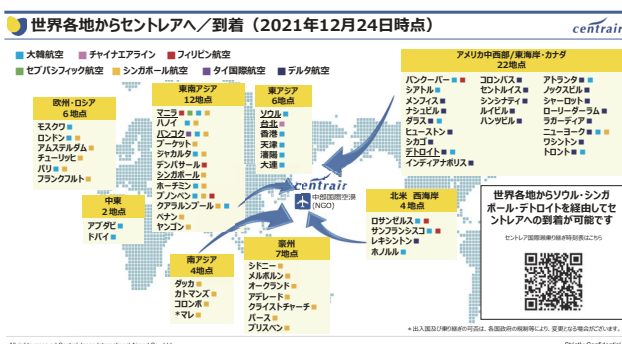 世界各地からセントレアへ／到着（2021年12月24日時点）
centrair
大韓航空 チャイナエアライン フィリピン航空
セブパシフィック航空 シンガポール航空 タイ国際航空 デルタ航空
欧州・ロシア
6地点
モスクワ
ロンドン
アムステルダム
チューリッヒ
パリ
フランクフルト
中東
2地点
アブダビ
ドバイ
東南アジア
12地点
マニラ
ハノイ
バンコク
プーケット
ジャカルタ
デンパサール
シンガポール
ホーチミン
プノンペン
クアラルンプール
ペナン
ヤンゴン
東アジア
6地点
ソウル
台北
香港
天津
瀋陽
大連
centrair
中部国際空港
(NGO)
南アジア
4地点
ダッカ
カトマンズ
コロンボ
*マレ
豪州
7地点
シドニー
メルボルン
オークランド
アデレード
クライストチャーチ
パース
ブリスベン
アメリカ中西部/東海岸・カナダ
22地点
バンクーバー
シアトル
メンフィス
ナシュビル
ダラス
ヒューストン
シカゴ
デトロイト
インディアナポリス
コロンバス
セントルイス
シンシナティ
ルイビル
ハンツビル
アトランタ
ノックスビル
シャーロット
ローリーダーラム
ラガーディア
ニューヨーク
ワシントン
トロント
北米 西海岸
4地点
ロサンゼルス
サンフランシスコ
レキシントン
ホノルル
世界各地からソウル・シンガ
ポール・デトロイトを経由してセ
ントレアへの到着が可能です
セントレア国際線乗り継ぎ時刻表はこちら
* 出入国及び乗り継ぎの可否は、各国政府の規制等により、変更となる場合がございます。
Strictly Confidential